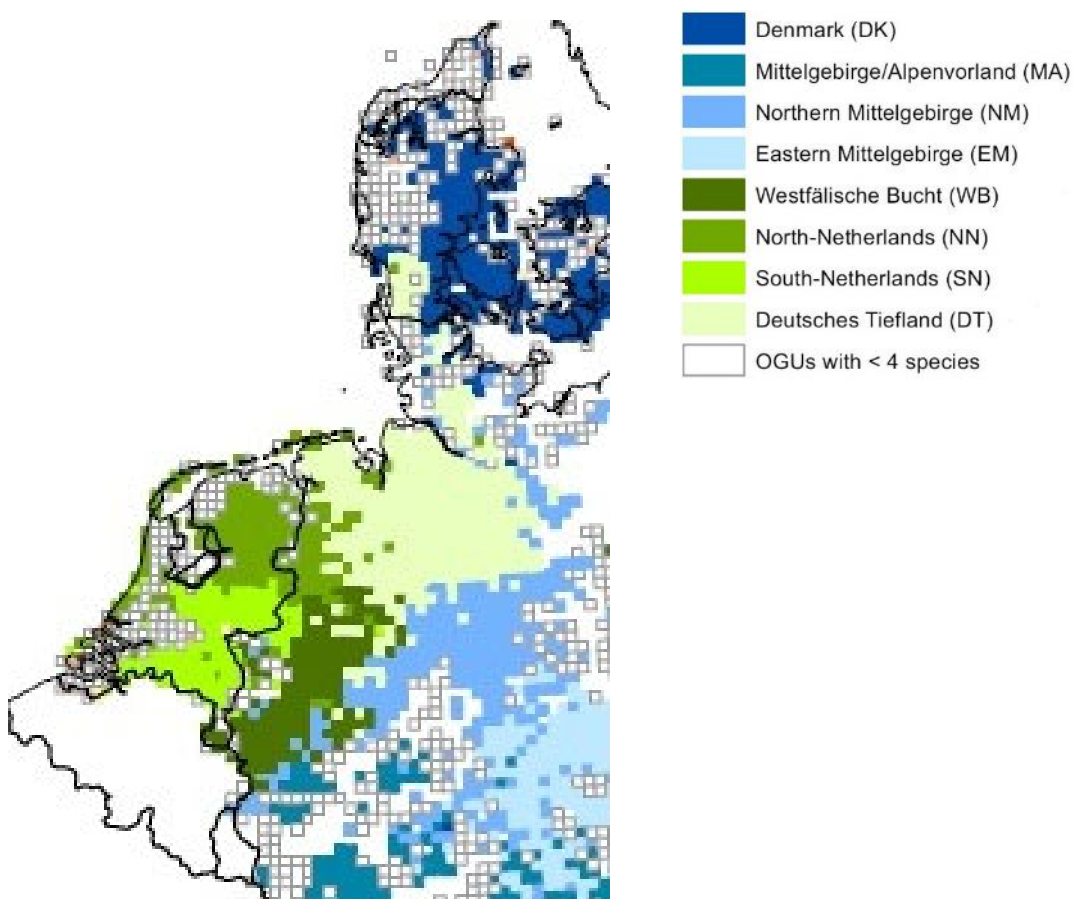 Denmark (DK)
Mittelgebirge/Alpenvorland (MA)
Northern Mittelgebirge (NM)
Eastern Mittelgebirge (EM)
Westfälische Bucht (WB)
North-Netherlands (NN)
South-Netherlands (SN)
Deutsches Tiefland (DT)
OGUs with < 4 species